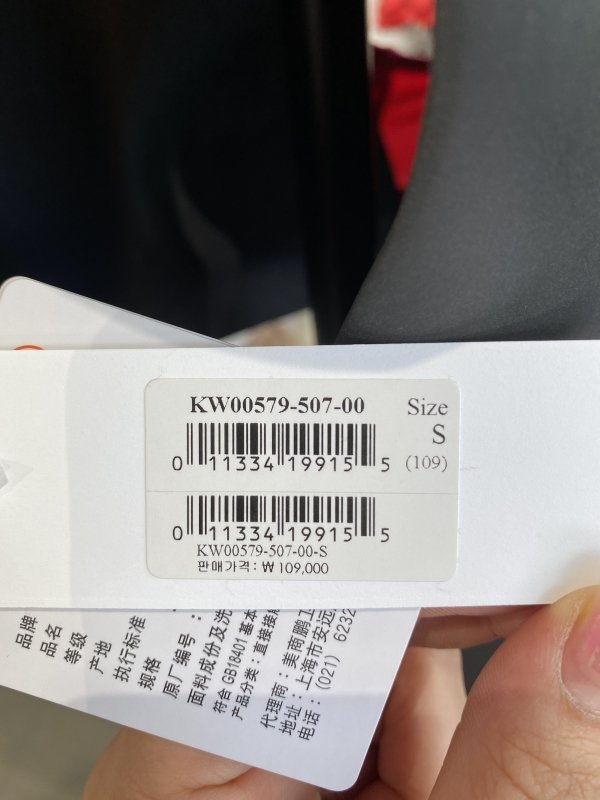 KW00579-507-00
Size
S
(109)
0 11334 19915 5
0 11334 19915 5
KW00579-507-00-S
판매가격: ₩ 109,000
品牌
品名
等级
产地
执行标准
规格
原厂编号:
面料成份及洗
符合 GB18401 基本
产品分类: 直接接
代理商: 美商鹏
地址: 上海市安远
电话: (021) 6232